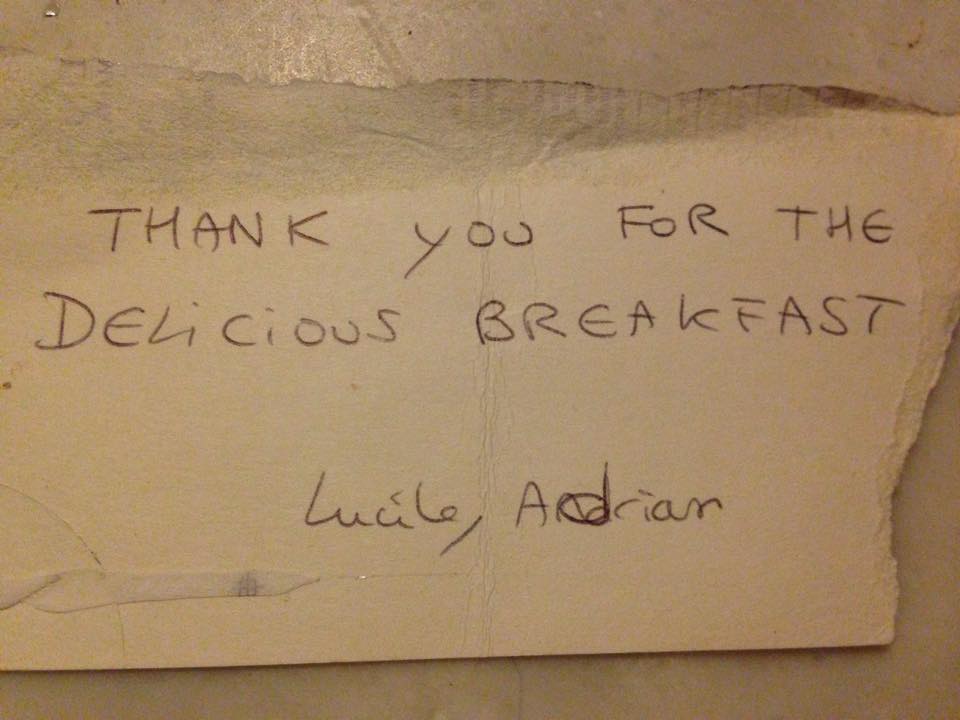 THANK YOU FOR THE
DELiCiOUS BREAKFAST
Lucile, Adrian